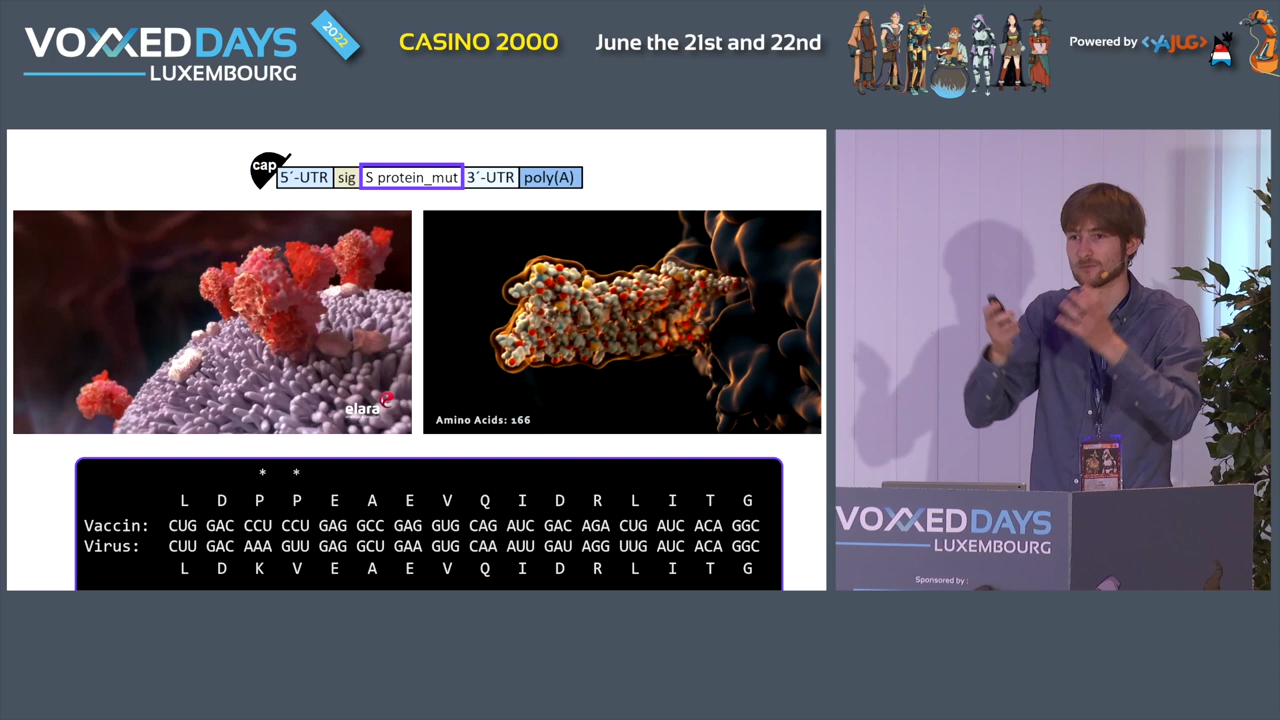 VOXXED DAYS
LUXEMBOURG
2022
CASINO 2000
June the 21st and 22nd
Powered by <YAJUG>
cap 5´-UTR sig S protein_mut 3´-UTR poly(A)
elara
Amino Acids: 166
* *
L D P P E A E V Q I D R L I T G
Vaccin: CUG GAC CCU CCU GAG GCC GAG GUG CAG AUC GAC AGA CUG AUC ACA GGC
Virus: CUU GAC AAA GUU GAG GCU GAA GUG CAA AUU GAU AGG UUG AUC ACA GGC
L D K V E A E V Q I D R L I T G
VOXXED DAYS
LUXEMBOURG
Sponsored by :